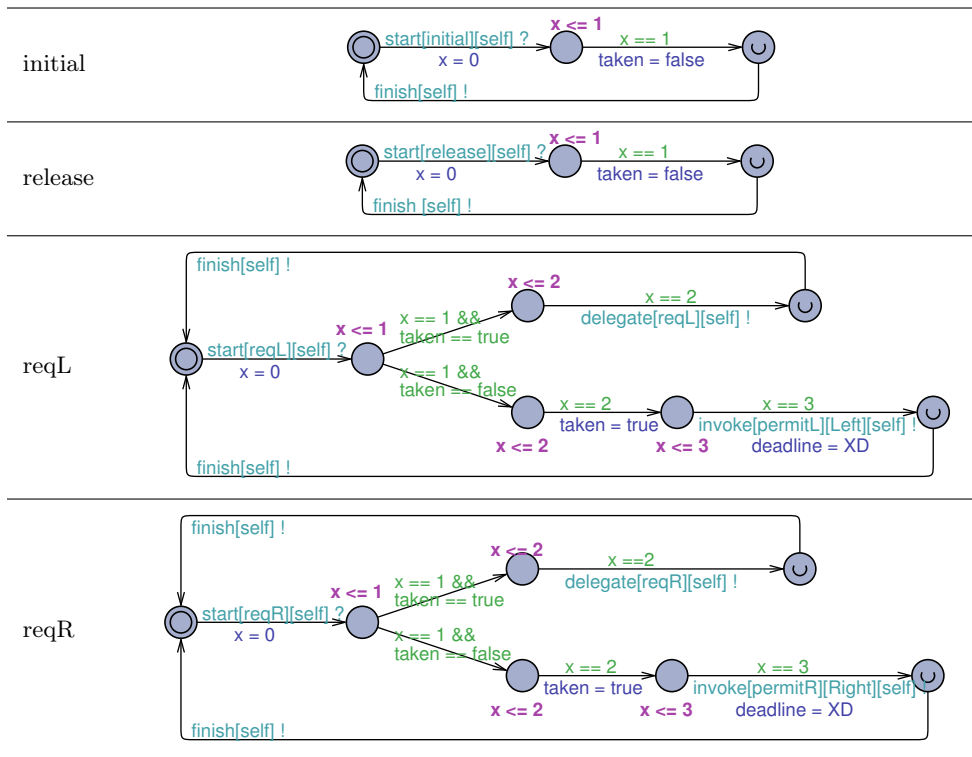 initial
start[initial][self] ?
x = 0
x <= 1
x == 1
taken = false
finish[self] !
release
start[release][self] ?
x = 0
x <= 1
x == 1
taken = false
finish [self] !
reqL
finish[self] !
start[reqL][self] ?
x = 0
x <= 1
x == 1 &&
taken == true
x <= 2
x == 2
delegate[reqL][self] !
x == 1 &&
taken == false
x <= 2
x == 2
taken = true
x <= 3
x == 3
invoke[permitL][Left][self] !
deadline = XD
finish[self] !
reqR
finish[self] !
start[reqR][self] ?
x = 0
x <= 1
x == 1 &&
taken == true
x <= 2
x ==2
delegate[reqR][self] !
x == 1 &&
taken == false
x <= 2
x == 2
taken = true
x <= 3
x == 3
invoke[permitR][Right][self] !
deadline = XD
finish[self] !